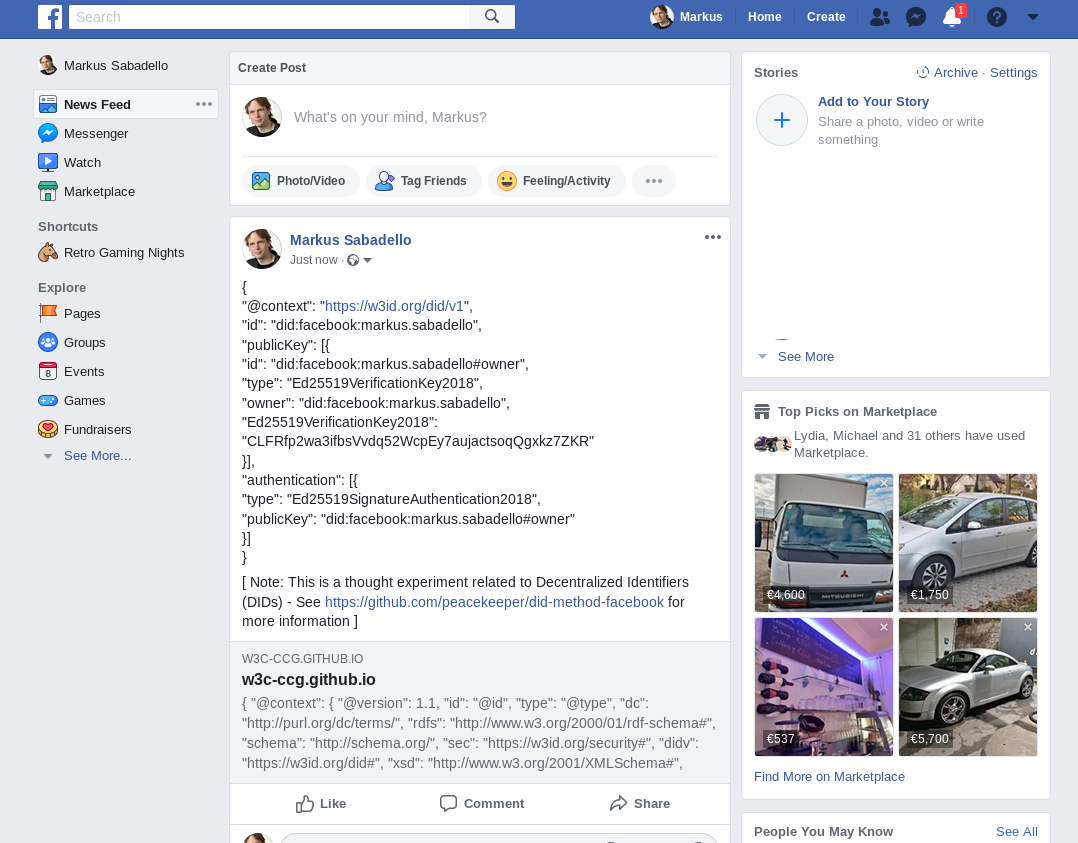 Search
Markus
Home
Create
1
Markus Sabadello
News Feed
Messenger
Watch
Marketplace
Shortcuts
Retro Gaming Nights
Explore
Pages
Groups
8
Events
Games
Fundraisers
See More...
Create Post
What's on your mind, Markus?
Photo/Video
Tag Friends
Feeling/Activity
Markus Sabadello
Just now ·
{
"@context": "https://w3id.org/did/v1",
"id": "did:facebook:markus.sabadello",
"publicKey": [{
"id": "did:facebook:markus.sabadello#owner",
"type": "Ed25519VerificationKey2018",
"owner": "did:facebook:markus.sabadello",
"Ed25519VerificationKey2018":
"CLFRfp2wa3ifbsVvdq52WcpEy7aujactsoqQgxkz7ZKR"
}],
"authentication": [{
"type": "Ed25519SignatureAuthentication2018",
"publicKey": "did:facebook:markus.sabadello#owner"
}]
}
[ Note: This is a thought experiment related to Decentralized Identifiers
(DIDs) - See https://github.com/peacekeeper/did-method-facebook for
more information ]
W3C-CCG.GITHUB.IO
w3c-ccg.github.io
{ "@context": { "@version": 1.1, "id": "@id", "type": "@type", "dc":
"http://purl.org/dc/terms/", "rdfs": "http://www.w3.org/2000/01/rdf-schema#",
"schema": "http://schema.org/", "sec": "https://w3id.org/security#", "didv":
"https://w3id.org/did#", "xsd": "http://www.w3.org/2001/XMLSchema#",
Like
Comment
Share
Stories
Archive · Settings
Add to Your Story
Share a photo, video or write
something
See More
Top Picks on Marketplace
Lydia, Michael and 31 others have used
Marketplace.
MITSUBISHI
€4,600
€1,750
€537
€5,700
Find More on Marketplace
People You May Know
See All